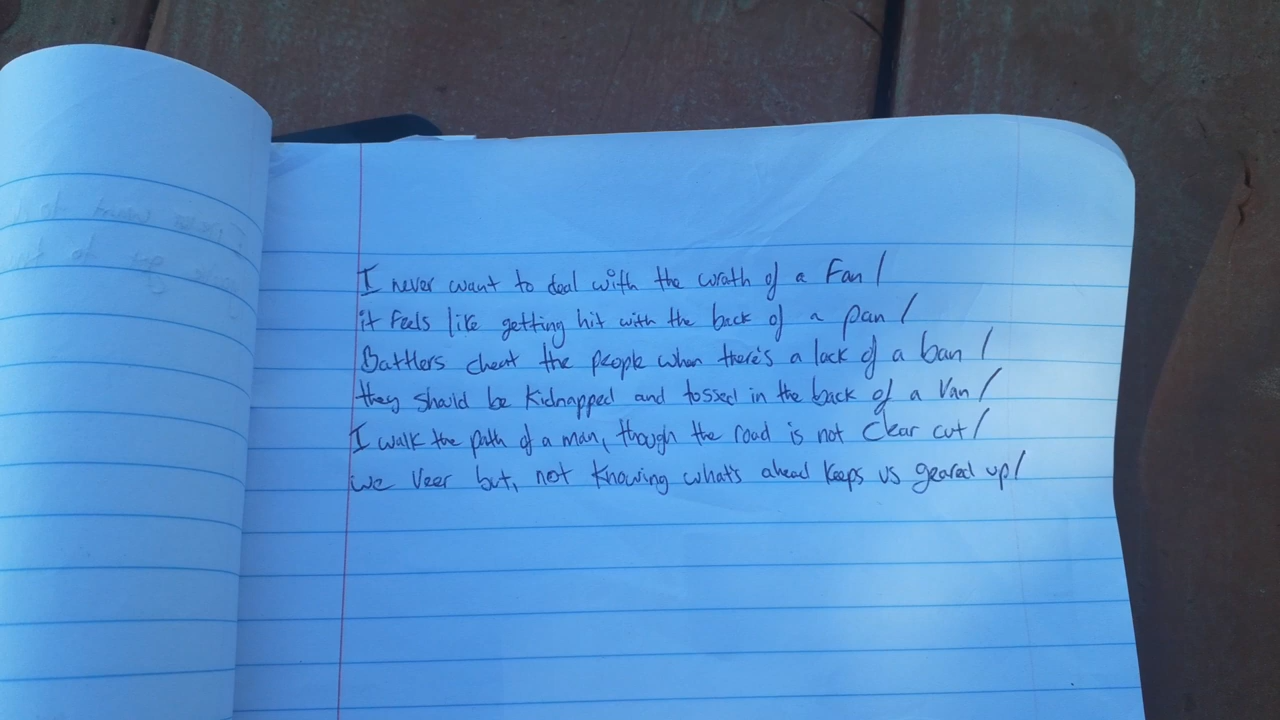 I never want to deal with the wrath of a Fan /
it feels like getting hit with the back of a pan /
Battlers cheat the people when there's a lack of a ban /
they should be kidnapped and tossed in the back of a van /
I walk the path of a man, though the road is not clear cut /
we veer but, not knowing what's ahead keeps us geared up /